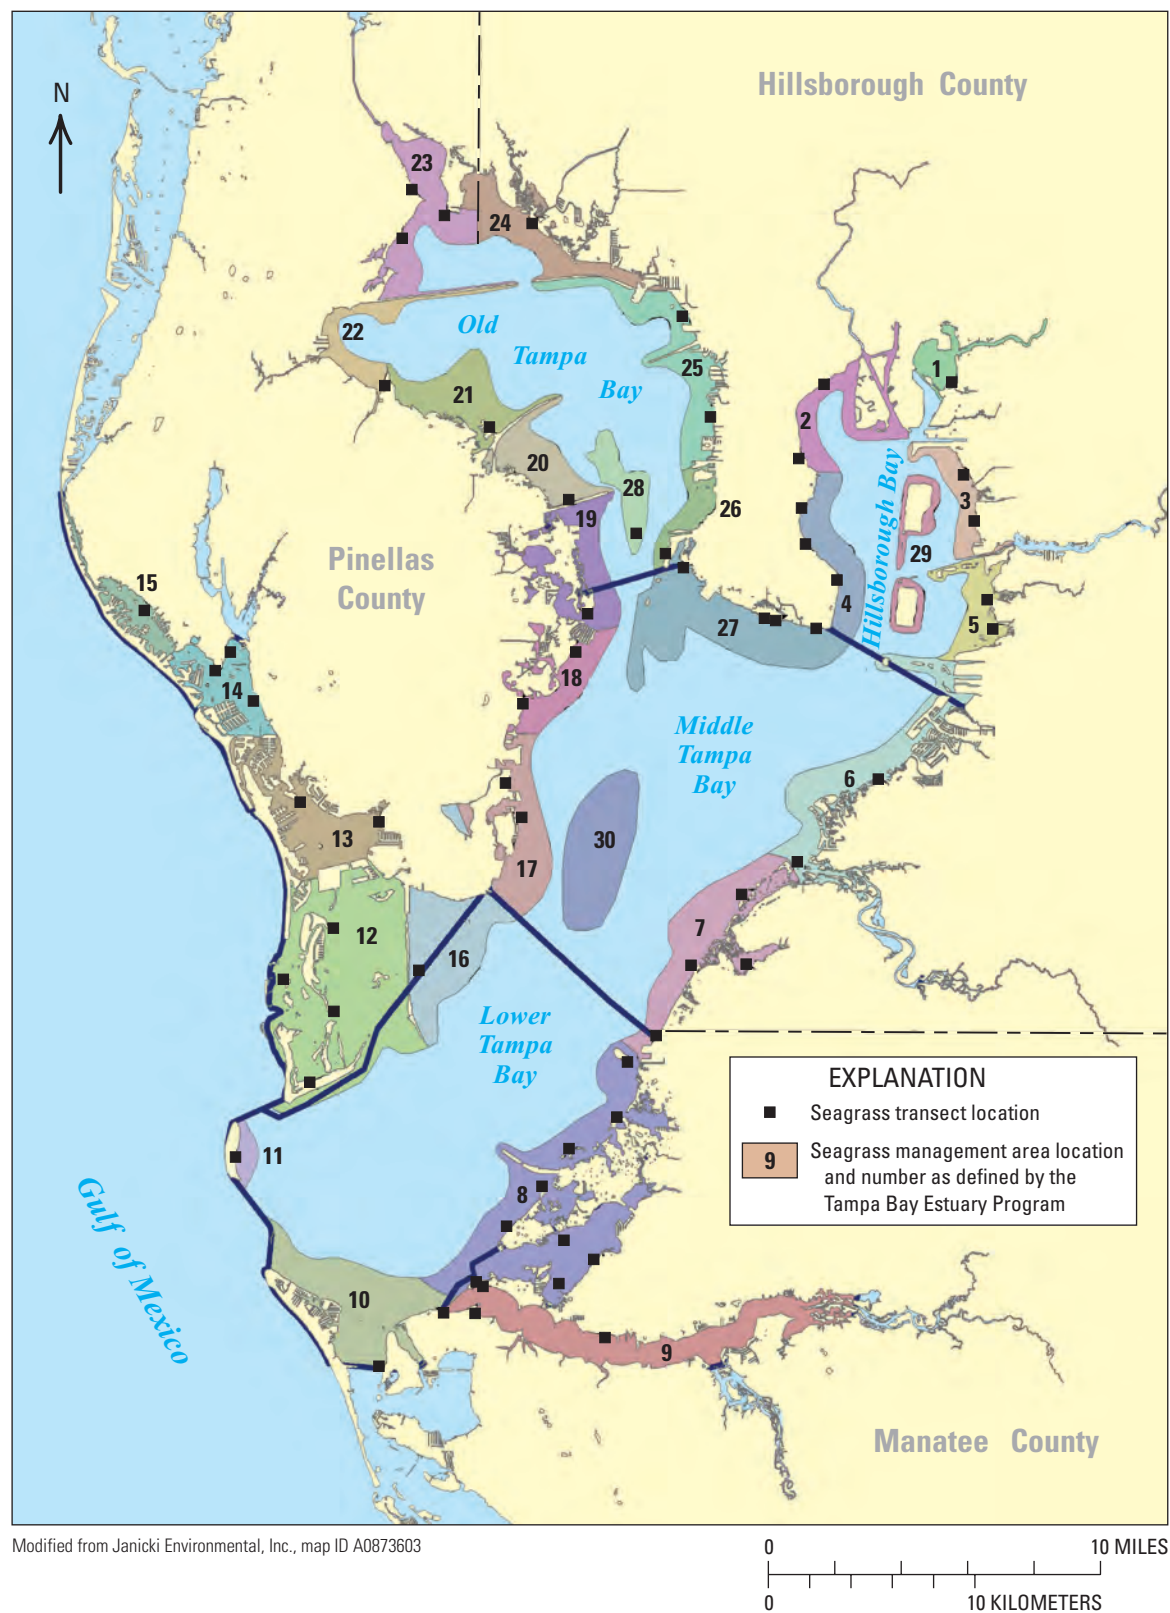 Hillsborough County
N
23
24
22
Old
Tampa
Bay
25
1
21
2
20
28
3
19
26
29
Hillsborough Bay
Pinellas
County
15
4
27
5
18
14
Middle
Tampa
Bay
6
13
30
17
12
7
16
Lower
Tampa
Bay
11
8
Gulf of Mexico
10
9
EXPLANATION
Seagrass transect location
9
Seagrass management area location
and number as defined by the
Tampa Bay Estuary Program
Manatee County
Modified from Janicki Environmental, Inc., map ID A0873603
0 10 MILES
0 10 KILOMETERS